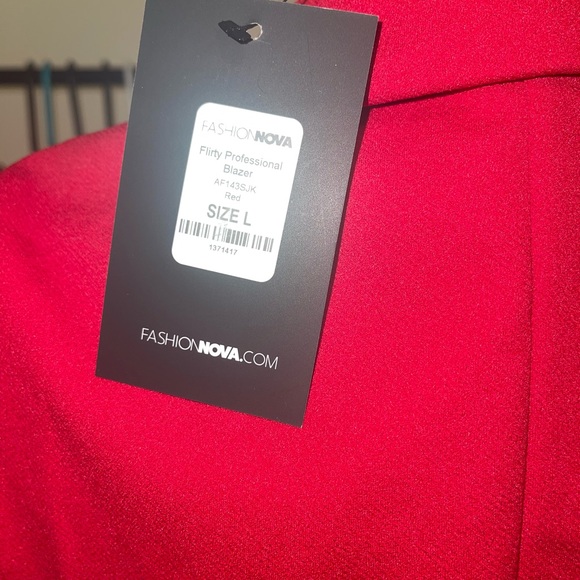 FASHIONNOVA
Flirty Professional
Blazer
AF143SJK
Red
SIZE L
1371417
FASHIONNOVA.COM